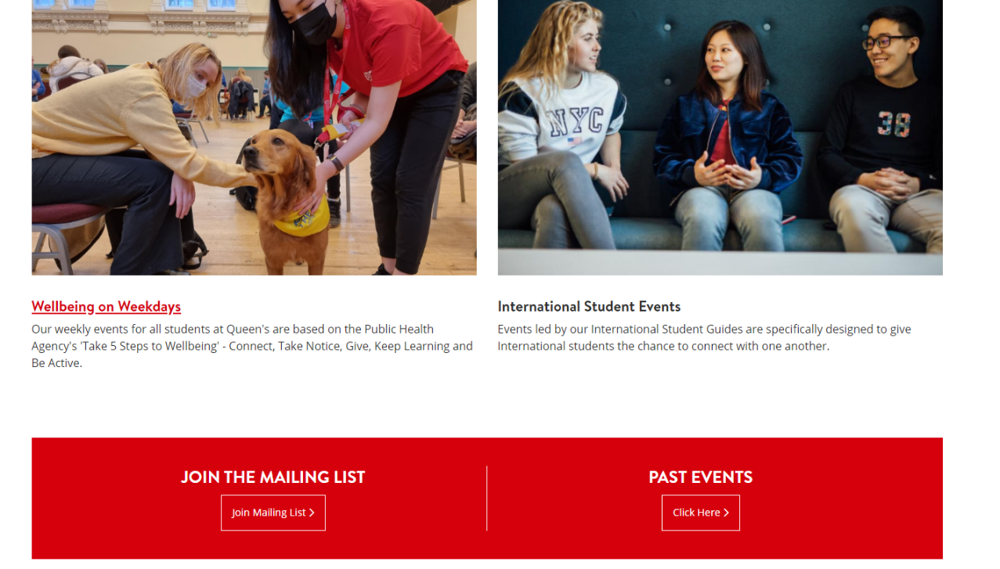 NYC
38
Wellbeing on Weekdays
Our weekly events for all students at Queen's are based on the Public Health
Agency's 'Take 5 Steps to Wellbeing' - Connect, Take Notice, Give, Keep Learning and
Be Active.
International Student Events
Events led by our International Student Guides are specifically designed to give
International students the chance to connect with one another.
JOIN THE MAILING LIST
Join Mailing List
PAST EVENTS
Click Here